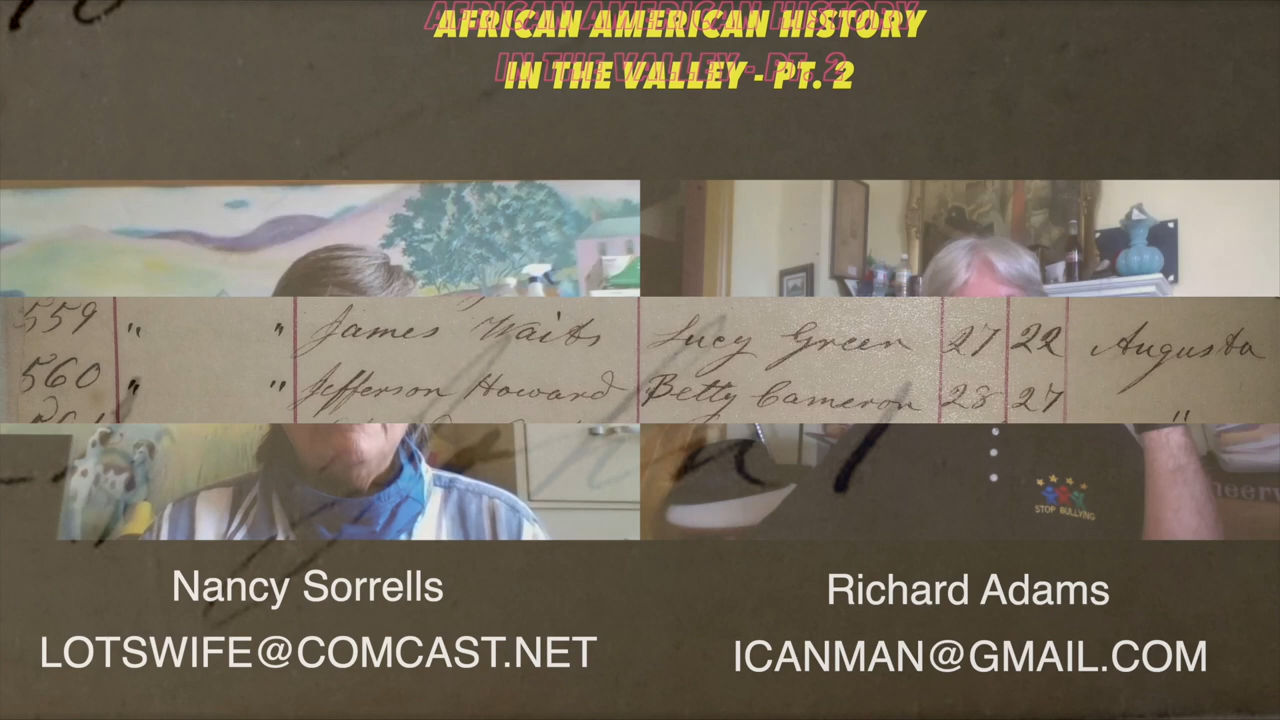 AFRICAN AMERICAN HISTORY
IN THE VALLEY - PT. 2
559 " " James Waits Lucy Green 27 22 Augusta
560 " " Jefferson Howard Betty Cameron 28 27 "
STOP BULLYING
Nancy Sorrells
Richard Adams
LOTSWIFE@COMCAST.NET
ICANMAN@GMAIL.COM